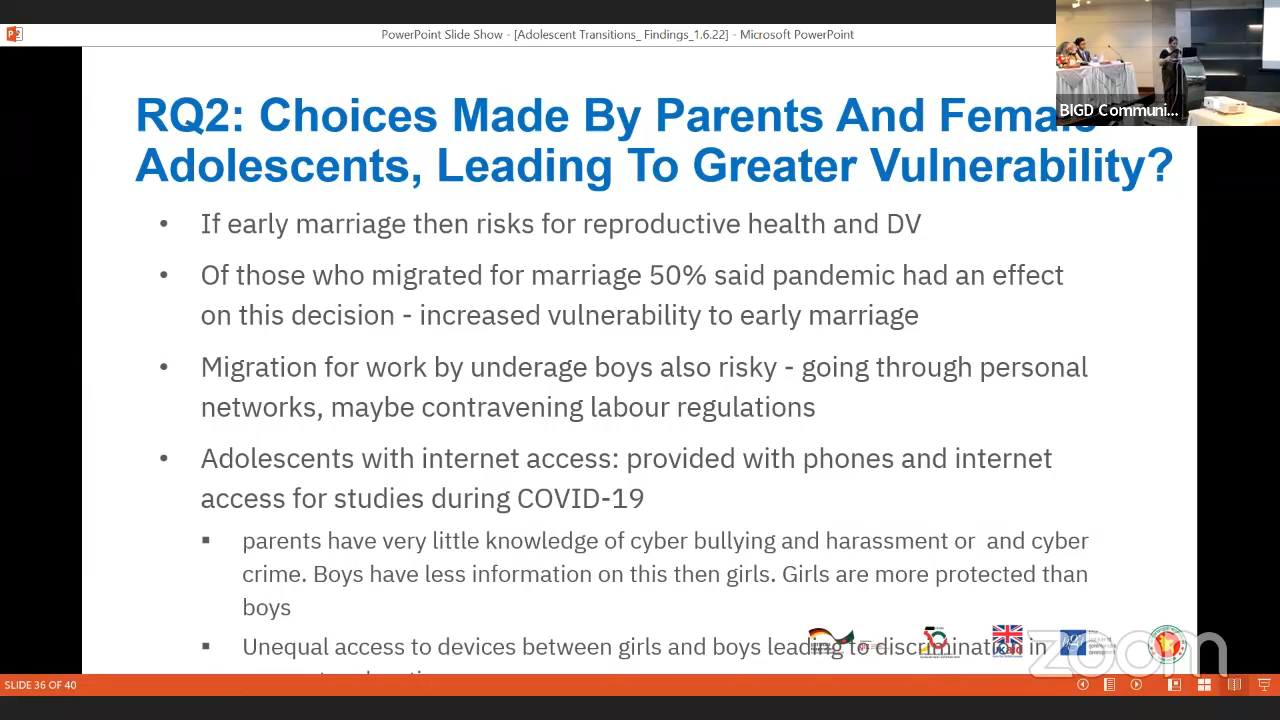 PowerPoint Slide Show - [Adolescent Transitions_ Findings_1.6.22] - Microsoft PowerPoint
BIGD Communi...
RQ2: Choices Made By Parents And Female
Adolescents, Leading To Greater Vulnerability?
• If early marriage then risks for reproductive health and DV
• Of those who migrated for marriage 50% said pandemic had an effect
on this decision - increased vulnerability to early marriage
• Migration for work by underage boys also risky - going through personal
networks, maybe contravening labour regulations
• Adolescents with internet access: provided with phones and internet
access for studies during COVID-19
▪ parents have very little knowledge of cyber bullying and harassment or and cyber
crime. Boys have less information on this then girls. Girls are more protected than
boys
▪ Unequal access to devices between girls and boys leading to discrimination in
zoom
SLIDE 36 OF 40